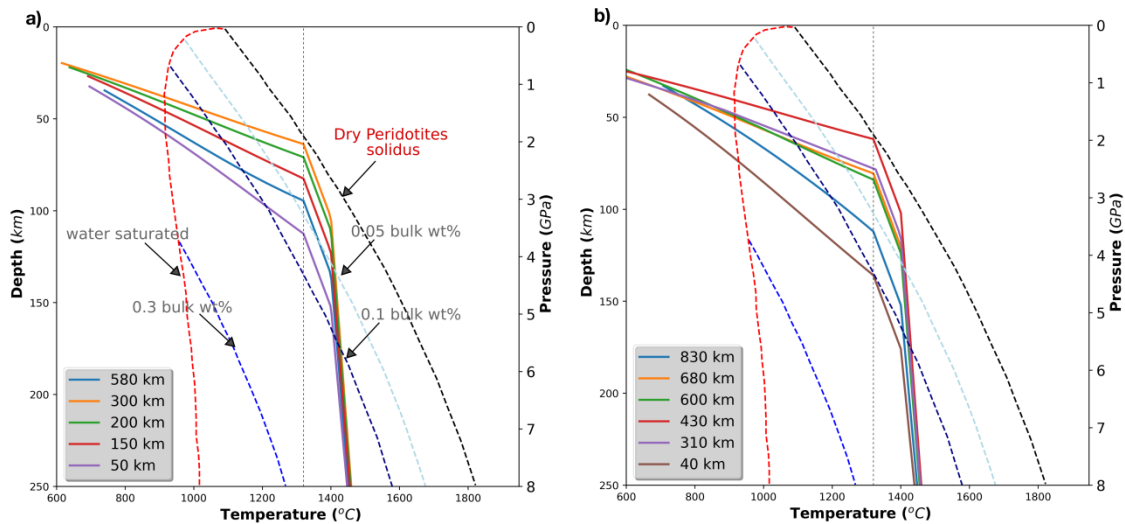 a)
0
50
100
150
200
250
Depth (km)
600
800
1000
1200
1400
1600
1800
Temperature (°C)
0
1
2
3
4
5
6
7
8
Pressure (GPa)
Dry Peridotites
solidus
water saturated
0.05 bulk wt%
0.3 bulk wt%
0.1 bulk wt%
580 km
300 km
200 km
150 km
50 km
b)
0
50
100
150
200
250
Depth (km)
600
800
1000
1200
1400
1600
1800
Temperature (°C)
0
1
2
3
4
5
6
7
8
Pressure (GPa)
830 km
680 km
600 km
430 km
310 km
40 km